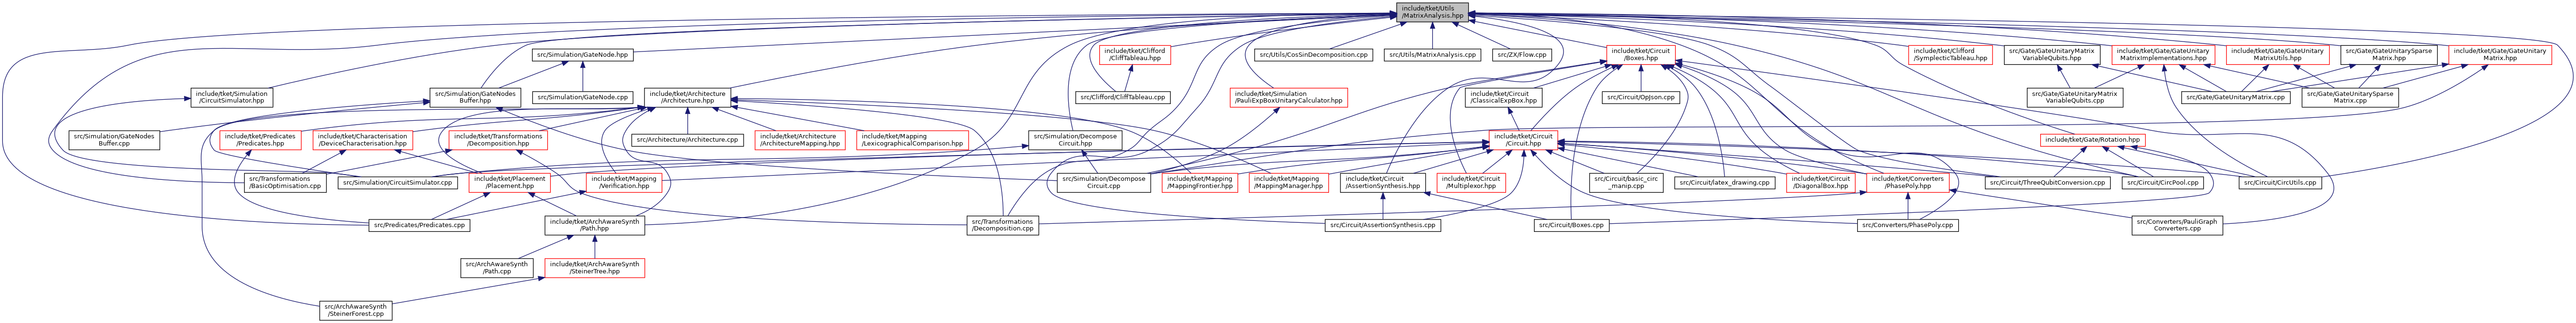 include/tket/Utils
/MatrixAnalysis.hpp
src/Simulation/GateNode.hpp
include/tket/Clifford
/CliffTableau.hpp
src/Utils/CosSinDecomposition.cpp
src/Utils/MatrixAnalysis.cpp
src/ZX/Flow.cpp
include/tket/Circuit
/Boxes.hpp
include/tket/Clifford
/SymplecticTableau.hpp
src/Gate/GateUnitaryMatrix
VariableQubits.hpp
include/tket/Gate/GateUnitary
MatrixImplementations.hpp
include/tket/Gate/GateUnitary
MatrixUtils.hpp
src/Gate/GateUnitarySparse
Matrix.hpp
include/tket/Gate/GateUnitary
Matrix.hpp
include/tket/Simulation
/CircuitSimulator.hpp
src/Simulation/GateNodes
Buffer.hpp
src/Simulation/GateNode.cpp
include/tket/Architecture
/Architecture.hpp
src/Clifford/CliffTableau.cpp
include/tket/Simulation
/PauliExpBoxUnitaryCalculator.hpp
include/tket/Circuit
/ClassicalExpBox.hpp
src/Circuit/OpJson.cpp
src/Gate/GateUnitaryMatrix
VariableQubits.cpp
src/Gate/GateUnitaryMatrix.cpp
src/Gate/GateUnitarySparse
Matrix.cpp
src/Simulation/GateNodes
Buffer.cpp
include/tket/Predicates
/Predicates.hpp
include/tket/Characterisation
/DeviceCharacterisation.hpp
include/tket/Transformations
/Decomposition.hpp
src/Architecture/Architecture.cpp
include/tket/Architecture
/ArchitectureMapping.hpp
include/tket/Mapping
/LexicographicalComparison.hpp
src/Simulation/Decompose
Circuit.hpp
include/tket/Circuit
/Circuit.hpp
include/tket/Gate/Rotation.hpp
src/Transformations
/BasicOptimisation.cpp
src/Simulation/CircuitSimulator.cpp
include/tket/Placement
/Placement.hpp
include/tket/Mapping
/Verification.hpp
src/Simulation/Decompose
Circuit.cpp
include/tket/Mapping
/MappingFrontier.hpp
include/tket/Mapping
/MappingManager.hpp
include/tket/Circuit
/AssertionSynthesis.hpp
include/tket/Circuit
/Multiplexor.hpp
src/Circuit/basic_circ
_manip.cpp
src/Circuit/latex_drawing.cpp
include/tket/Circuit
/DiagonalBox.hpp
include/tket/Converters
/PhasePoly.hpp
src/Circuit/ThreeQubitConversion.cpp
src/Circuit/CircPool.cpp
src/Circuit/CircUtils.cpp
src/Predicates/Predicates.cpp
include/tket/ArchAwareSynth
/Path.hpp
src/Transformations
/Decomposition.cpp
src/Circuit/AssertionSynthesis.cpp
src/Circuit/Boxes.cpp
src/Converters/PhasePoly.cpp
src/Converters/PauliGraph
Converters.cpp
src/ArchAwareSynth
/Path.cpp
include/tket/ArchAwareSynth
/SteinerTree.hpp
src/ArchAwareSynth
/SteinerForest.cpp